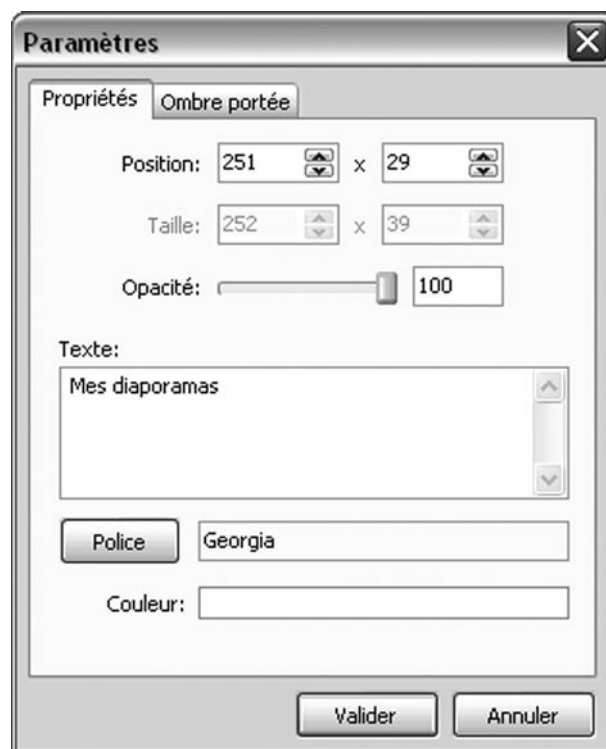 Paramètres
Propriétés Ombre portée
Position: 251 x 29
Taille: 252 x 39
Opacité: 100
Texte:
Mes diaporamas
Police Georgia
Couleur:
Valider Annuler